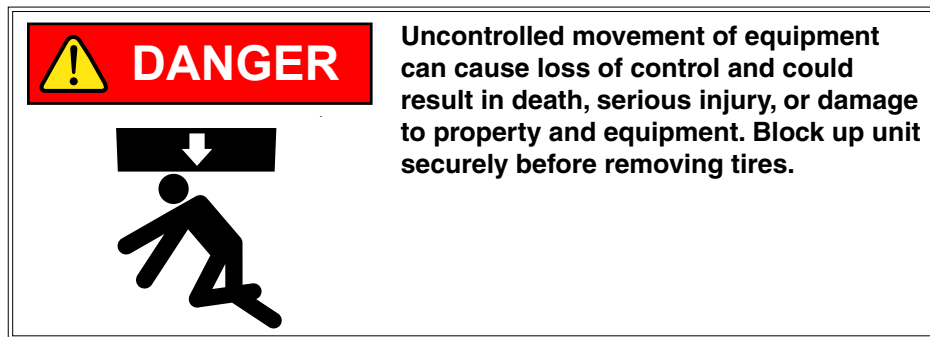 DANGER
Uncontrolled movement of equipment
can cause loss of control and could
result in death, serious injury, or damage
to property and equipment. Block up unit
securely before removing tires.